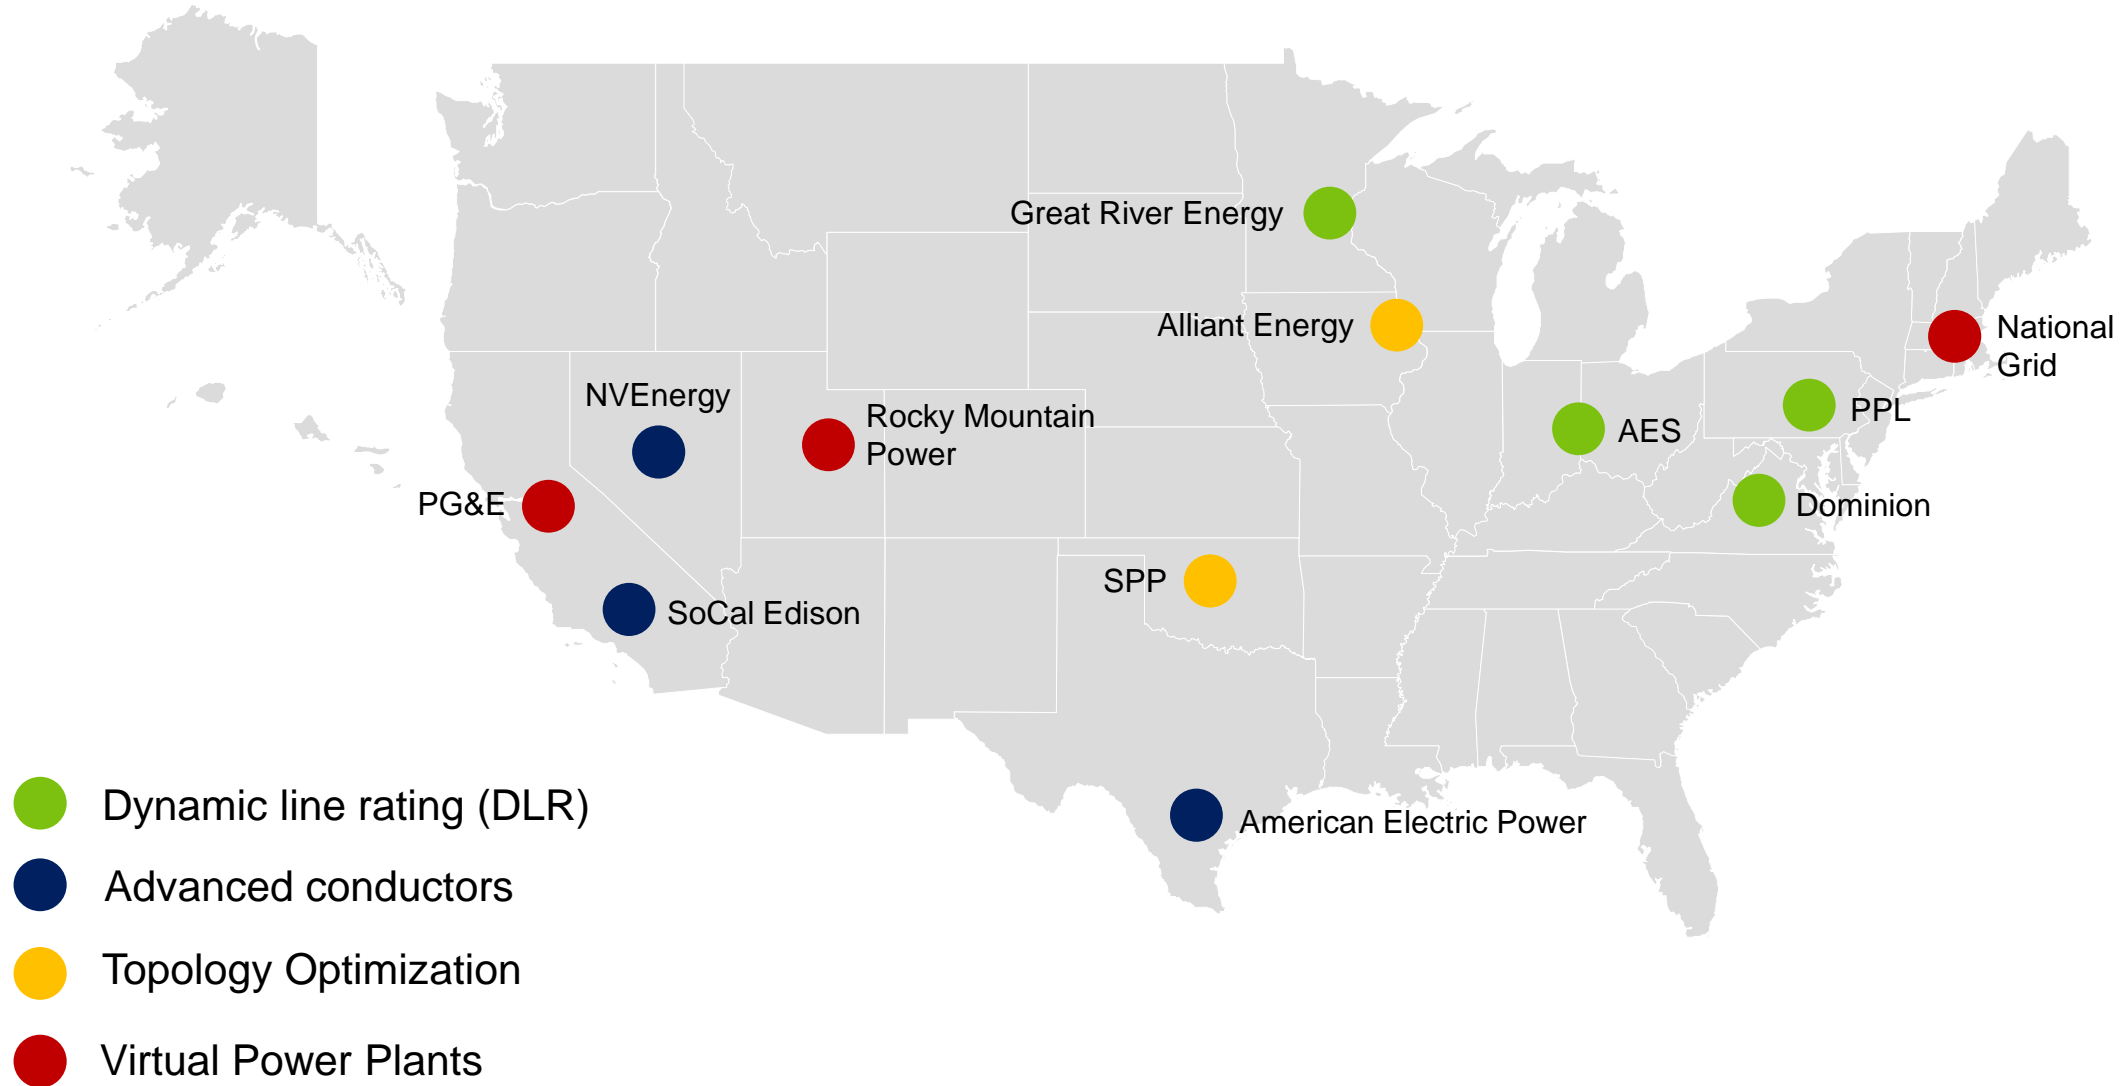 Great River Energy
Alliant Energy
National
Grid
NVEnergy
Rocky Mountain
Power
PPL
AES
PG&E
Dominion
SPP
SoCal Edison
American Electric Power
Dynamic line rating (DLR)
Advanced conductors
Topology Optimization
Virtual Power Plants